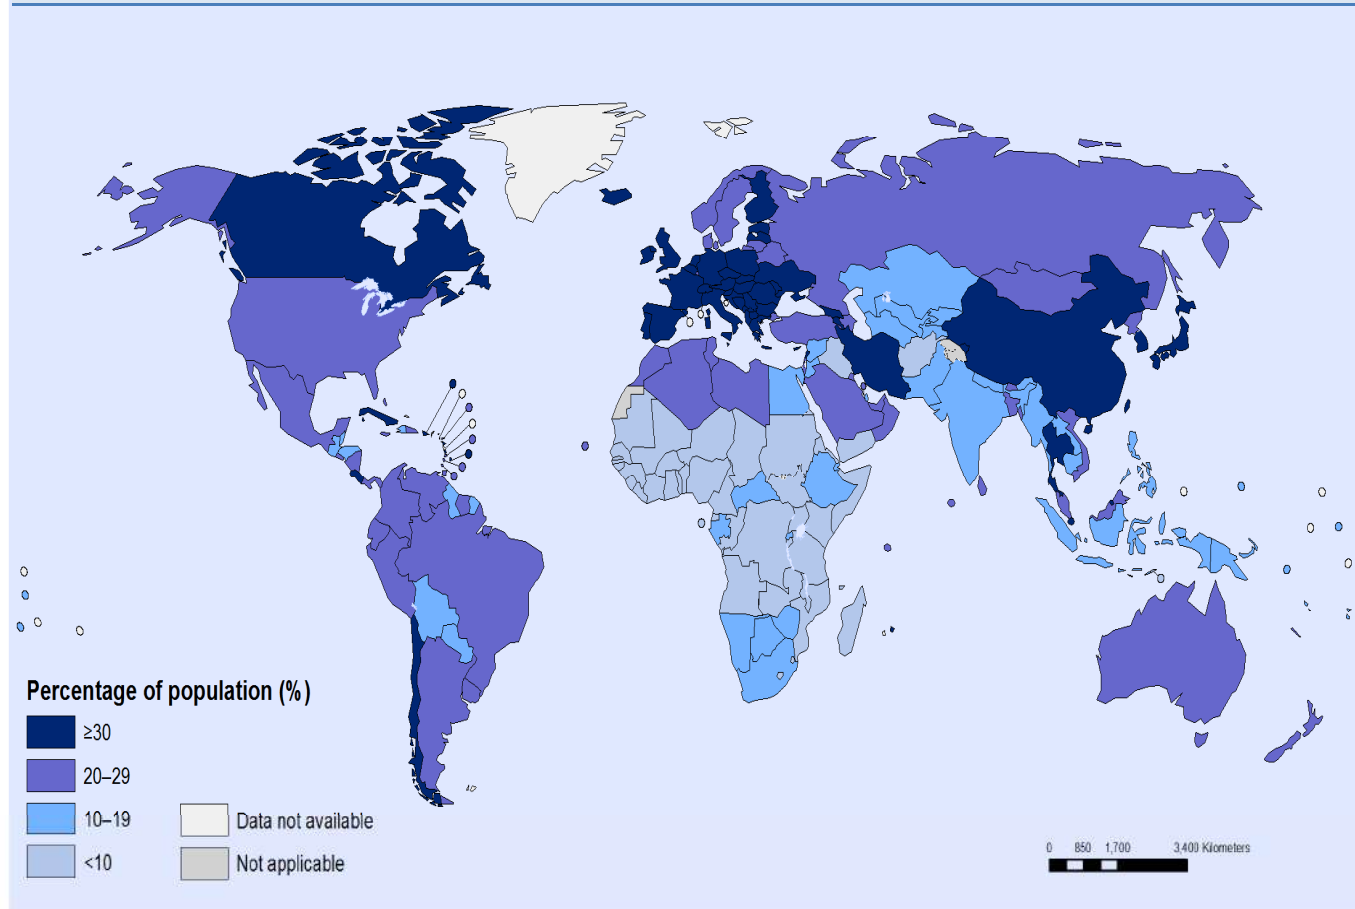 Percentage of population (%)
≥30
20–29
10–19
<10
Data not available
Not applicable
0 850 1,700 3,400 Kilometers